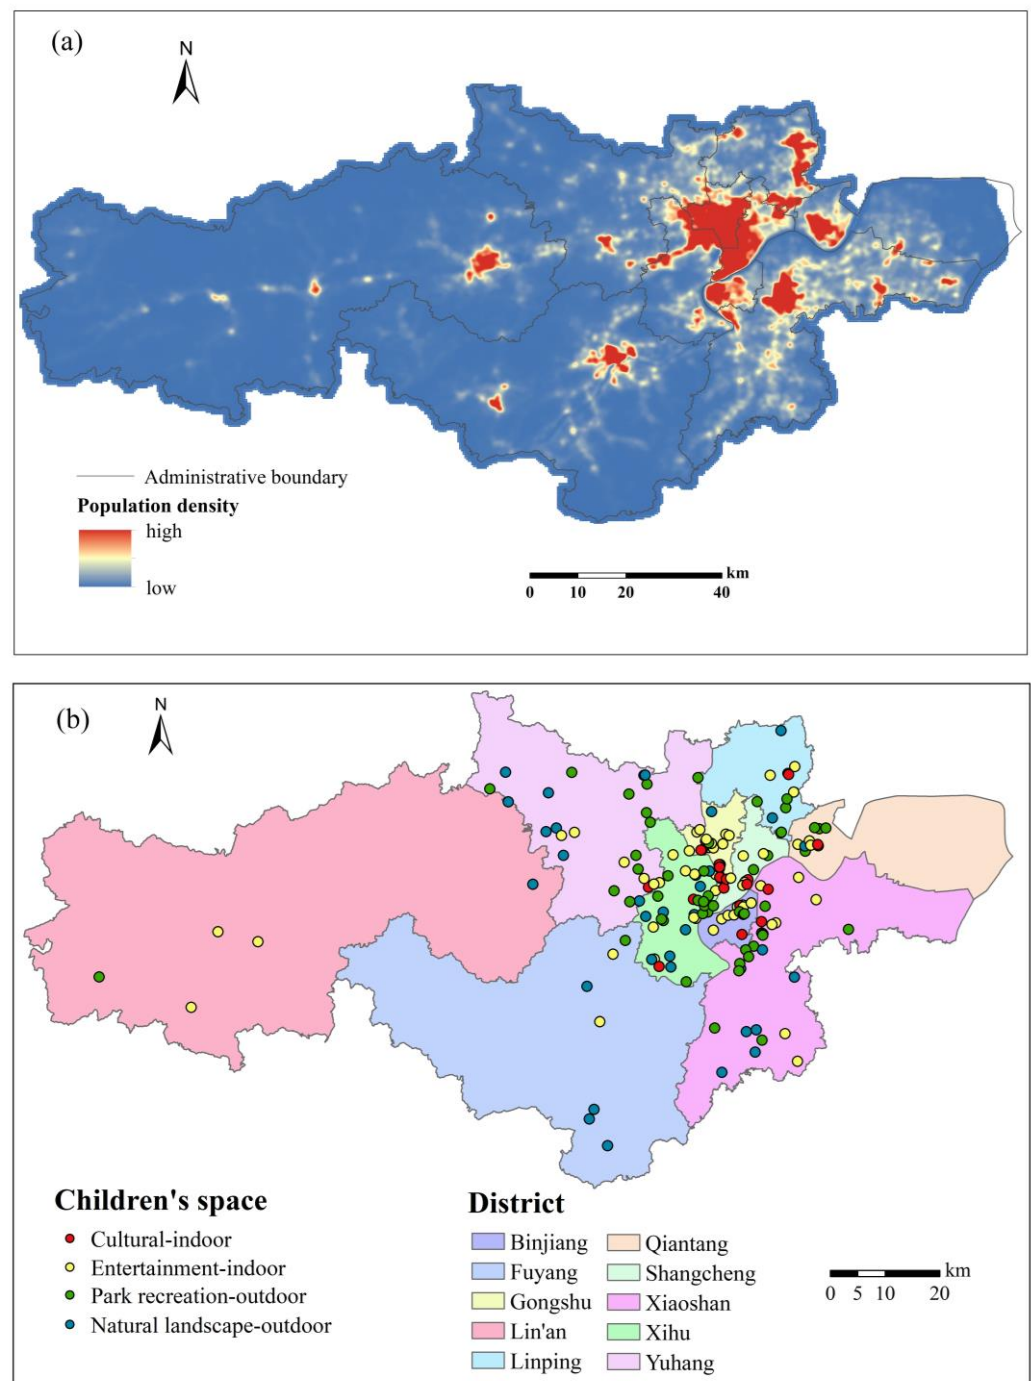 (a)
N
Administrative boundary
Population density
high
low
km
0 10 20 40
(b)
N
Children's space
Cultural-indoor
Entertainment-indoor
Park recreation-outdoor
Natural landscape-outdoor
District
Binjiang
Fuyang
Gongshu
Lin'an
Linping
Qiantang
Shangcheng
Xiaoshan
Xihu
Yuhang
km
0 5 10 20